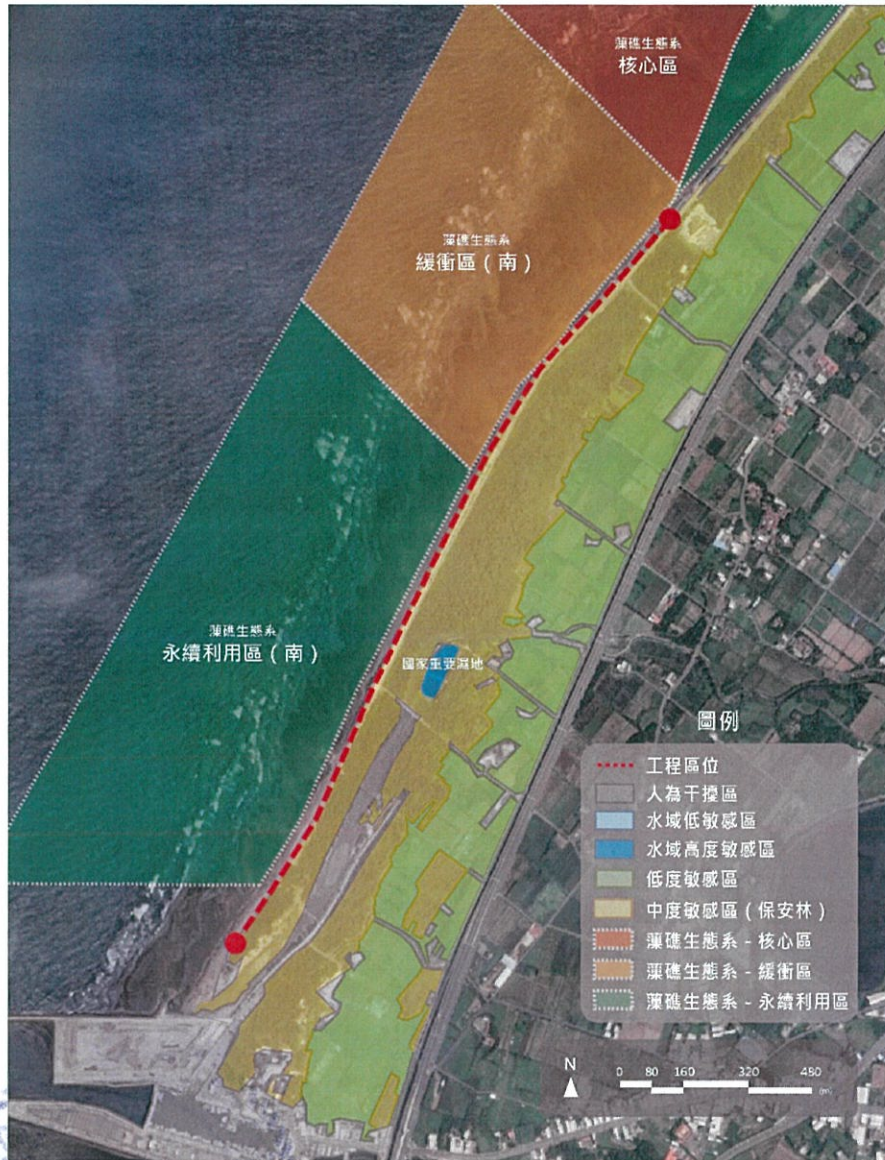 藻礁生態系
核心區
藻礁生態系
緩衝區（南）
藻礁生態系
永續利用區（南）
國家重要濕地
圖例
工程區位
人為干擾區
水域低敏感區
水域高度敏感區
低度敏感區
中度敏感區（保安林）
藻礁生態系-核心區
藻礁生態系-緩衝區
藻礁生態系-永續利用區
N
0 80 160 320 480